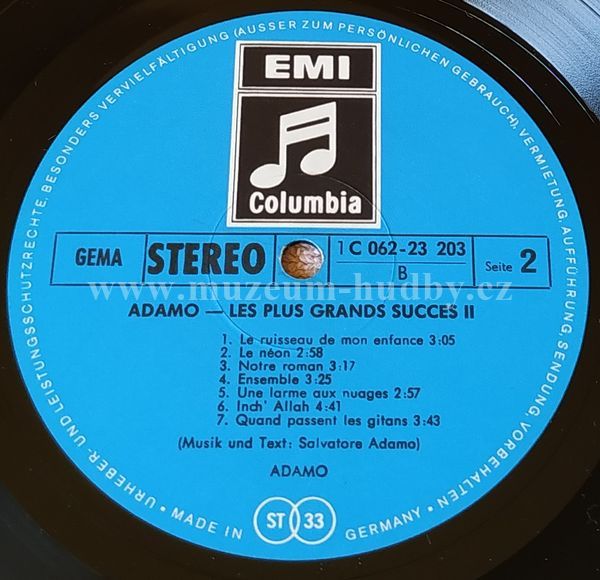 URHEBER- UND LEISTUNGSSCHUTZRECHTE, BESONDERS VERVIELFÄLTIGUNG (AUSSER ZUM PERSÖNLICHEN GEBRAUCH), VERMIETUNG, AUFFÜHRUNG, SENDUNG, VORBEHALTEN
EMI
Columbia
GEMA STEREO 1 C 062-23 203 B Seite 2
www.muzeum-hudby.cz
ADAMO — LES PLUS GRANDS SUCCES II
1. Le ruisseau de mon enfance 3:05
2. Le néon 2:58
3. Notre roman 3:17
4. Ensemble 3:25
5. Une larme aux nuages 2:57
6. Inch' Allah 4:41
7. Quand passent les gitans 3:43
(Musik und Text: Salvatore Adamo)
ADAMO
• MADE IN ST 33 GERMANY •